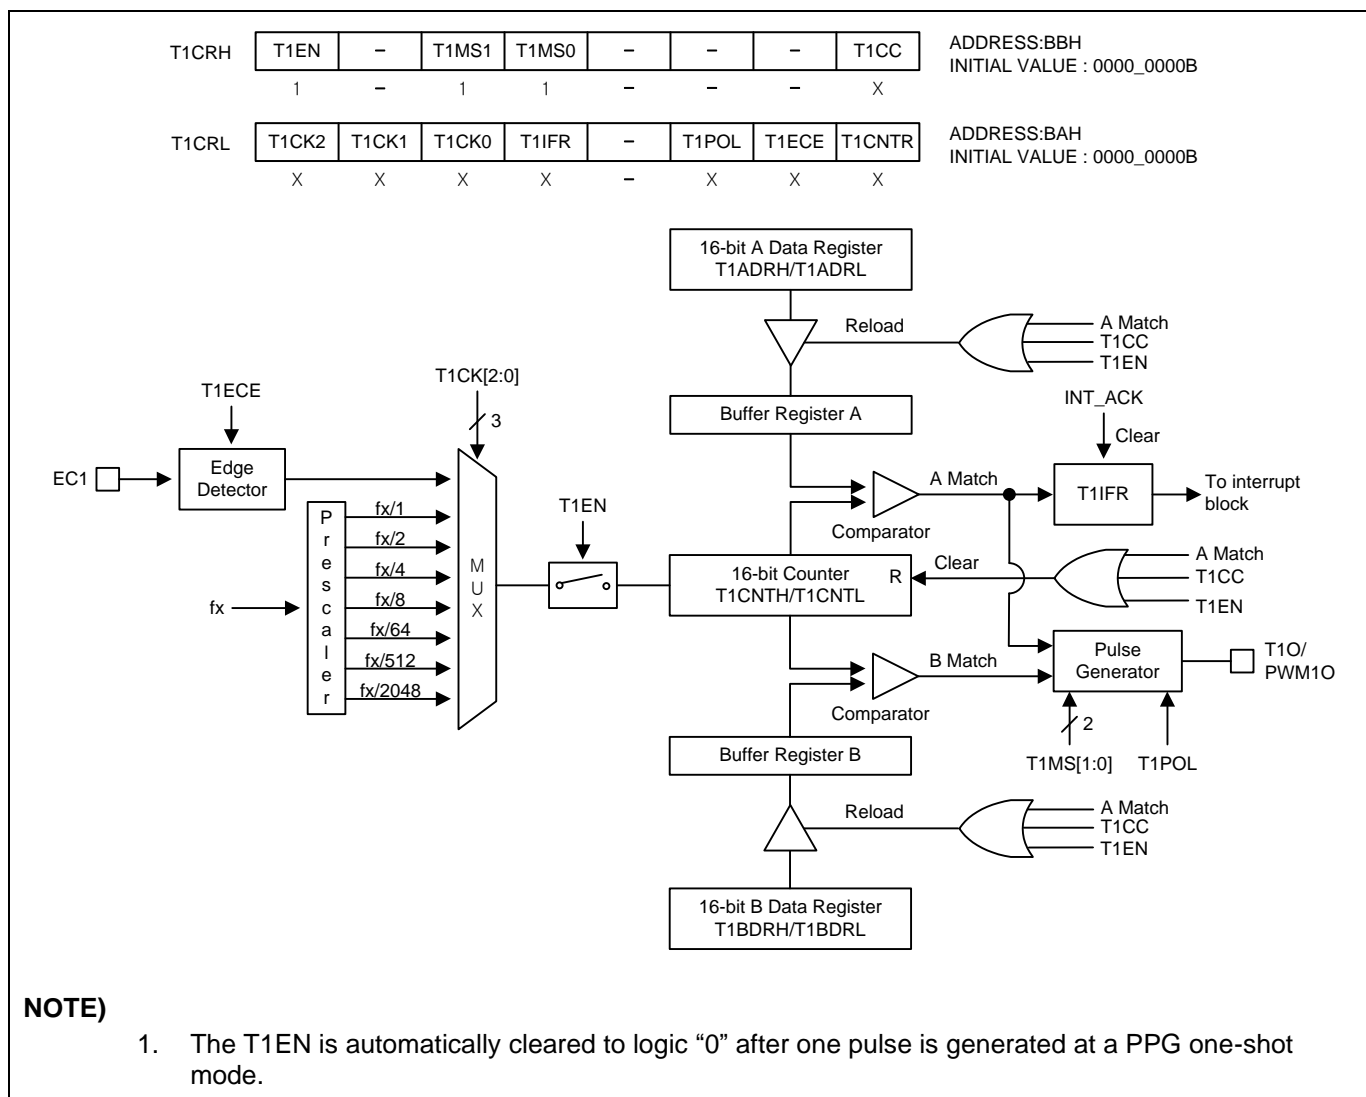 T1CRH T1EN – T1MS1 T1MS0 – – – T1CC
ADDRESS:BBH
INITIAL VALUE : 0000_0000B
1 – 1 1 – – – X
T1CRL T1CK2 T1CK1 T1CK0 T1IFR – T1POL T1ECE T1CNTR
ADDRESS:BAH
INITIAL VALUE : 0000_0000B
X X X X – X X X
16-bit A Data Register
T1ADRH/T1ADRL
Reload
A Match
T1CC
T1EN
T1ECE
T1CK[2:0]
3
Buffer Register A
INT_ACK
Clear
EC1
Edge
Detector
A Match
T1IFR
To interrupt
block
Comparator
Prescaler
fx/1
fx/2
fx/4
fx/8
fx/64
fx/512
fx/2048
fx
MUX
T1EN
16-bit Counter
T1CNTH/T1CNTL
R
Clear
A Match
T1CC
T1EN
B Match
Comparator
Pulse
Generator
T1O/
PWM1O
2
T1MS[1:0]
T1POL
Buffer Register B
Reload
A Match
T1CC
T1EN
16-bit B Data Register
T1BDRH/T1BDRL
NOTE)
1. The T1EN is automatically cleared to logic “0” after one pulse is generated at a PPG one-shot
mode.